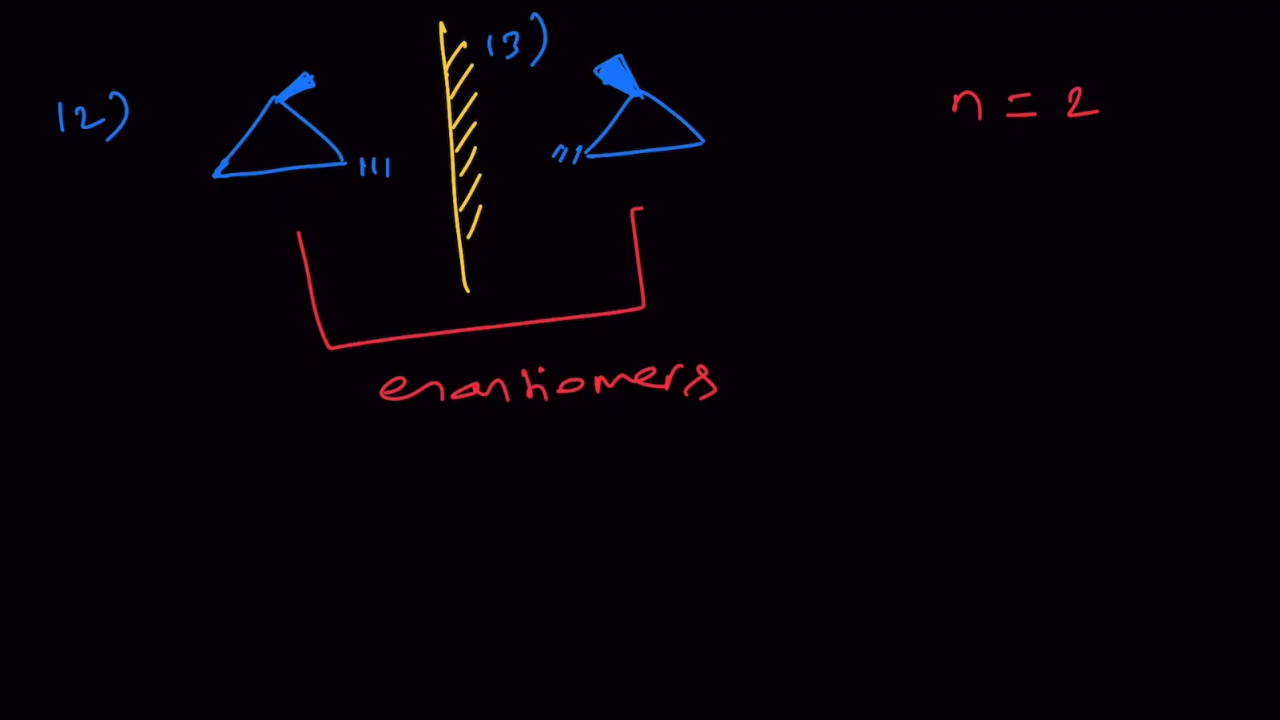 12)
13)
n = 2
enantiomers